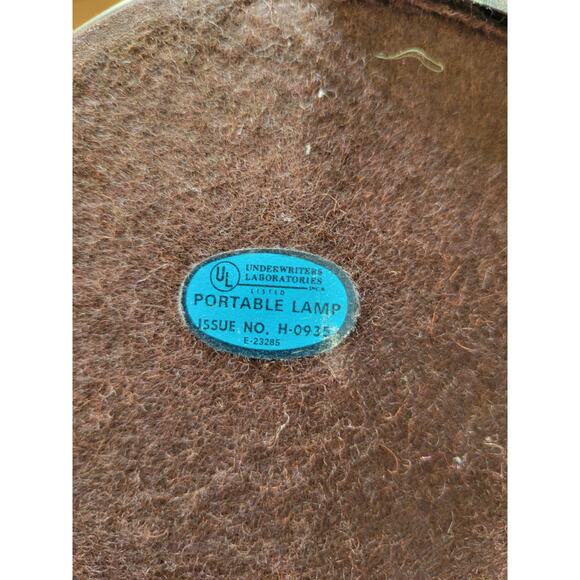 UL
UNDERWRITERS
LABORATORIES
INC.®
LISTED
PORTABLE LAMP
ISSUE NO. H-0935
E-23285